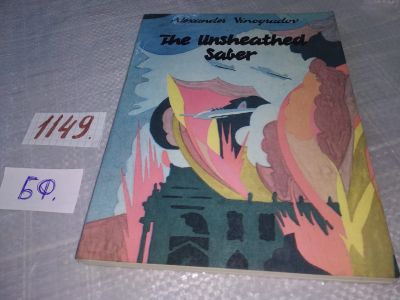 Alexander Vinogradov
The Unsheathed
Saber
1149.
БФ.